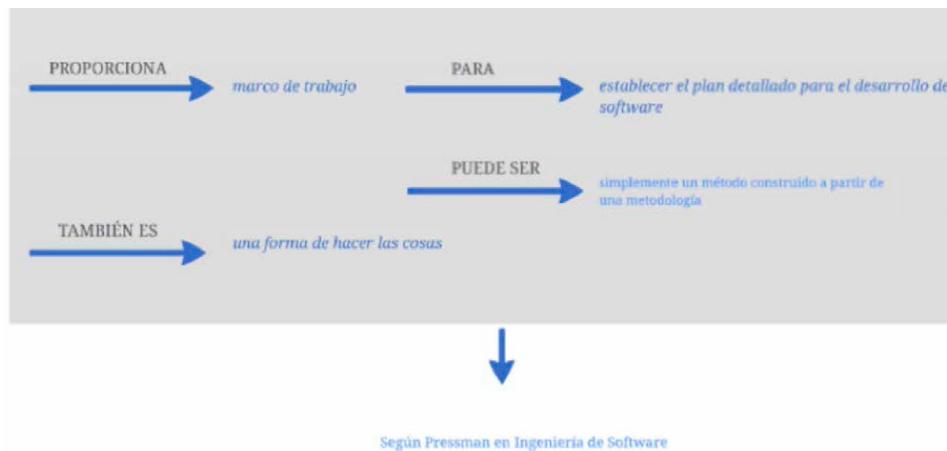 PROPORCIONA
marco de trabajo
PARA
establecer el plan detallado para el desarrollo de
software
PUEDE SER
simplemente un método construido a partir de
una metodología
TAMBIÉN ES
una forma de hacer las cosas
Según Pressman en Ingeniería de Software